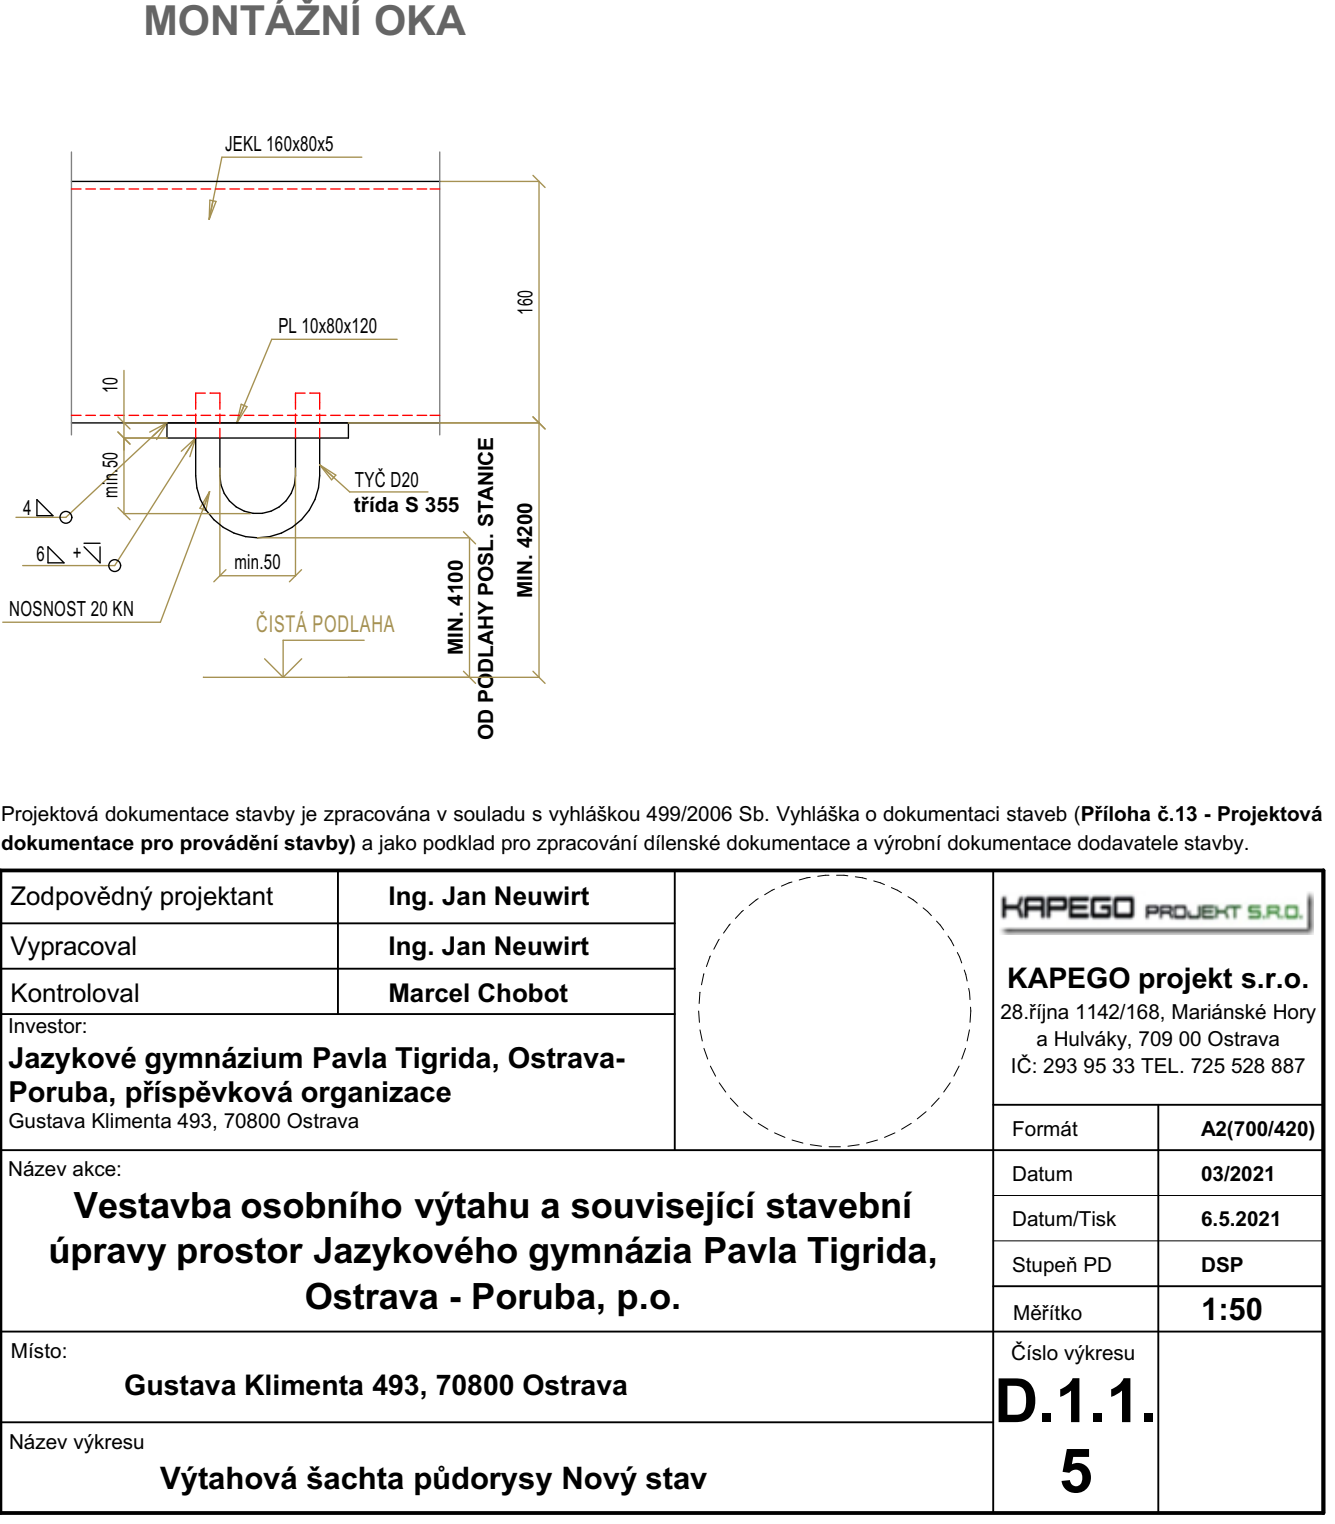 MONTÁŽNÍ OKA
JEKL 160x80x5
160
PL 10x80x120
10
min.50
TYČ D20
třída S 355
4
6 +
min.50
NOSNOST 20 KN
ČISTÁ PODLAHA
MIN. 4100
OD PODLAHY POSL. STANICE
MIN. 4200
Projektová dokumentace stavby je zpracována v souladu s vyhláškou 499/2006 Sb. Vyhláška o dokumentaci staveb (Příloha č.13 - Projektová
dokumentace pro provádění stavby) a jako podklad pro zpracování dílenské dokumentace a výrobní dokumentace dodavatele stavby.
Zodpovědný projektant Ing. Jan Neuwirt
Vypracoval Ing. Jan Neuwirt
Kontroloval Marcel Chobot
Investor:
Jazykové gymnázium Pavla Tigrida, Ostrava-
Poruba, příspěvková organizace
Gustava Klimenta 493, 70800 Ostrava
KAPEGO PROJEKT S.R.O.
KAPEGO projekt s.r.o.
28.října 1142/168, Mariánské Hory
a Hulváky, 709 00 Ostrava
IČ: 293 95 33 TEL. 725 528 887
Formát A2(700/420)
Datum 03/2021
Datum/Tisk 6.5.2021
Stupeň PD DSP
Měřítko 1:50
Název akce:
Vestavba osobního výtahu a související stavební
úpravy prostor Jazykového gymnázia Pavla Tigrida,
Ostrava - Poruba, p.o.
Místo:
Gustava Klimenta 493, 70800 Ostrava
Číslo výkresu
D.1.1.
5
Název výkresu
Výtahová šachta půdorysy Nový stav